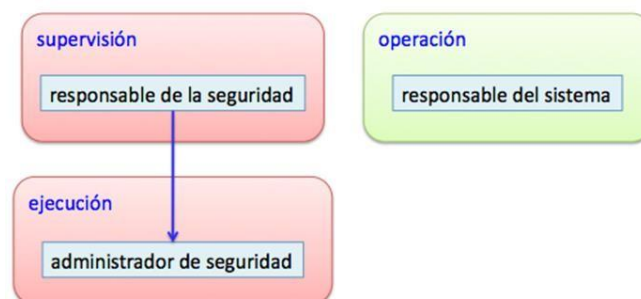 supervisión
responsable de la seguridad
operación
responsable del sistema
ejecución
administrador de seguridad